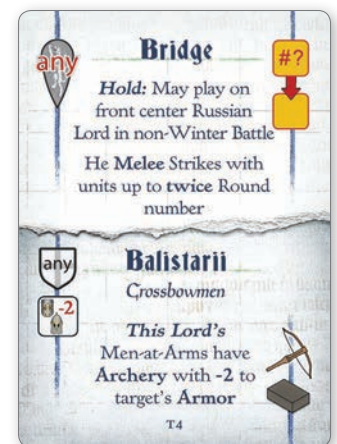 Bridge
any
#?
Hold: May play on
front center Russian
Lord in non-Winter Battle
He Melee Strikes with
units up to twice Round
number
any
Balistarii
-2
Crossbowmen
This Lord's
Men-at-Arms have
Archery with -2 to
target's Armor
T4